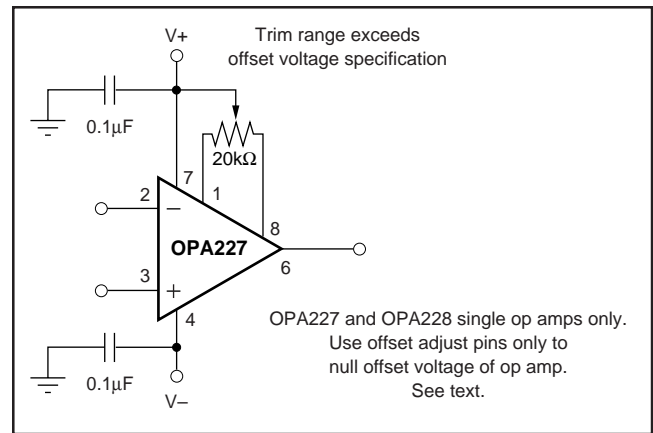 V+
Trim range exceeds
offset voltage specification
0.1µF
20kΩ
7
1
2
−
8
OPA227
6
3
+
4
OPA227 and OPA228 single op amps only.
Use offset adjust pins only to
null offset voltage of op amp.
See text.
0.1µF
V−